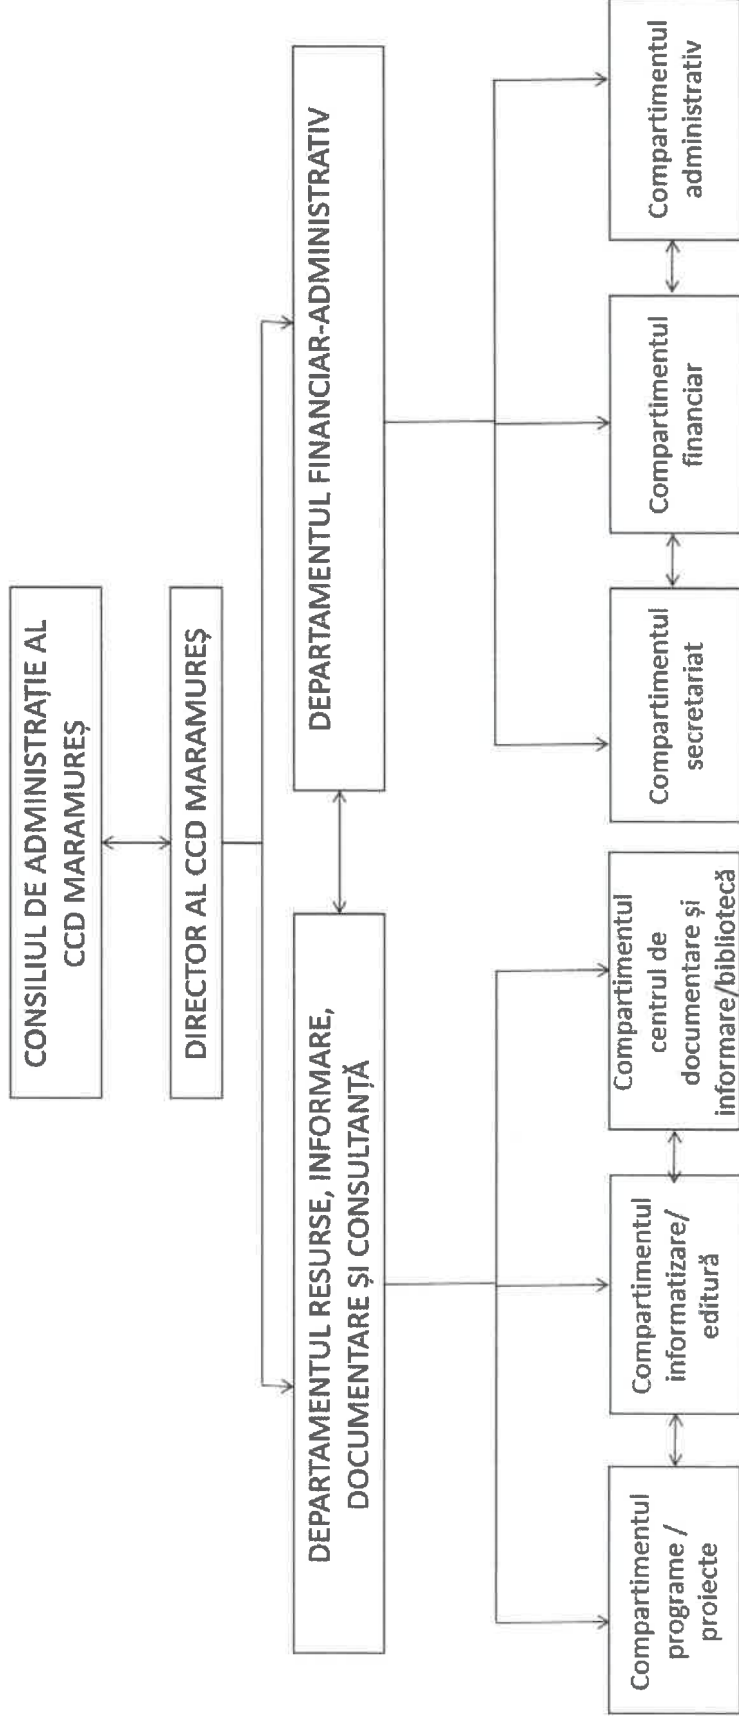 CONSILIUL DE ADMINISTRAȚIE AL
CCD MARAMUREȘ
DIRECTOR AL CCD MARAMUREȘ
DEPARTAMENTUL RESURSE, INFORMARE,
DOCUMENTARE ȘI CONSULTANȚĂ
DEPARTAMENTUL FINANCIAR-ADMINISTRATIV
Compartimentul
programe /
proiecte
Compartimentul
informatizare/
editură
Compartimentul
centrul de
documentare și
informare/bibliotecă
Compartimentul
secretariat
Compartimentul
financiar
Compartimentul
administrativ